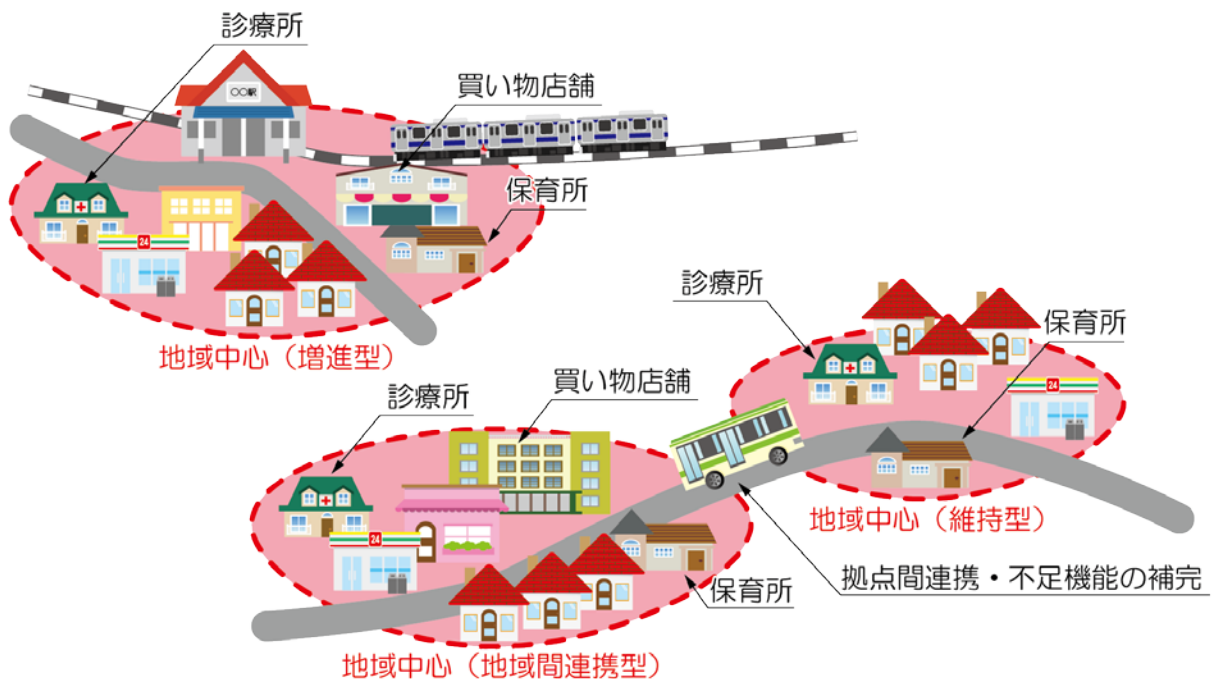 診療所
〇〇駅
買い物店舗
保育所
24
地域中心（増進型）
診療所
保育所
24
地域中心（維持型）
診療所
買い物店舗
24
保育所
拠点間連携・不足機能の補完
地域中心（地域間連携型）